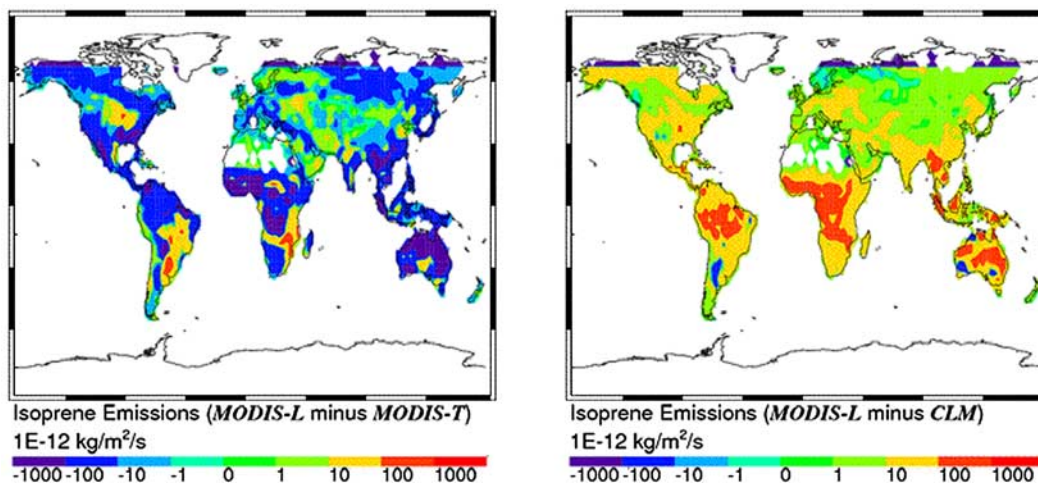 Isoprene Emissions (MODIS-L minus MODIS-T)
1E-12 kg/m²/s
-1000 -100 -10 -1 0 1 10 100 1000
Isoprene Emissions (MODIS-L minus CLM)
1E-12 kg/m²/s
-1000 -100 -10 -1 0 1 10 100 1000